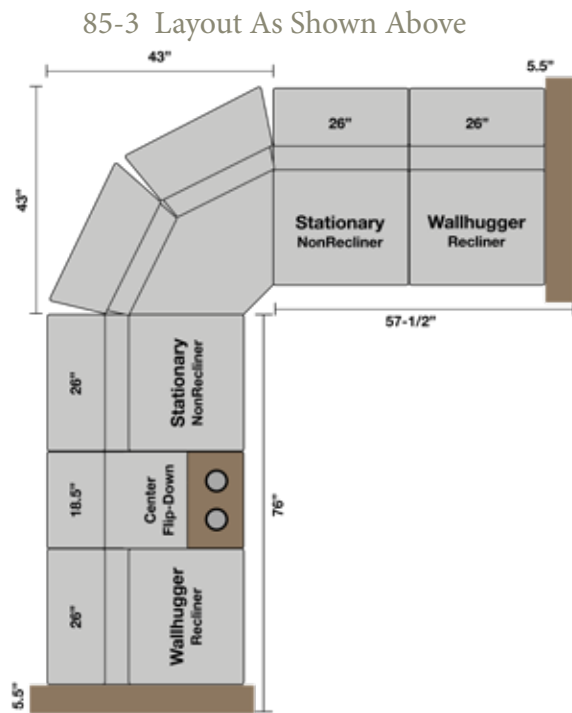 85-3 Layout As Shown Above
43"
5.5"
43"
26"
26"
Stationary
NonRecliner
Wallhugger
Recliner
57-1/2"
26"
Stationary
NonRecliner
18.5"
Center
Flip-Down
76"
26"
Wallhugger
Recliner
5.5"